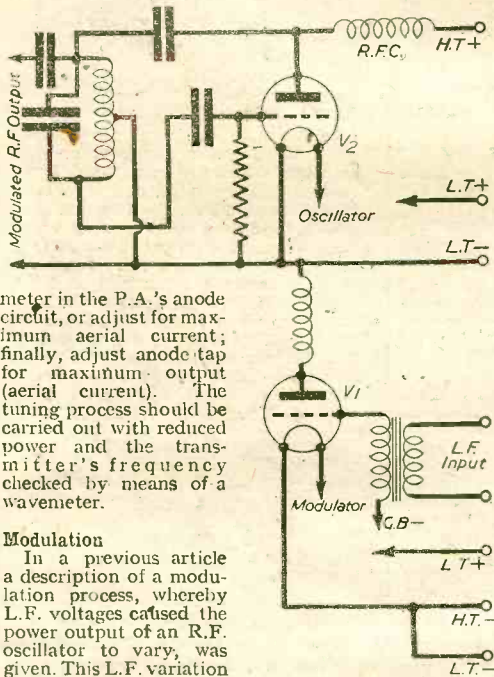 R.F.C.
H.T+
Modulated R.F Output
V2
Oscillator
L.T+
L.T-
meter in the P.A.'s anode
circuit, or adjust for max-
imum aerial current;
finally, adjust anode tap
for maximum output
(aerial current). The
tuning process should be
carried out with reduced
power and the trans-
mitter's frequency
checked by means of a
wavemeter.
Modulation
In a previous article
a description of a modu-
lation process, whereby
L.F. voltages caused the
power output of an R.F.
oscillator to vary, was
given. This L.F. variation
V1
L.F.
Input
Modulator
G.B-
L.T+
H.T.-
L.T.-